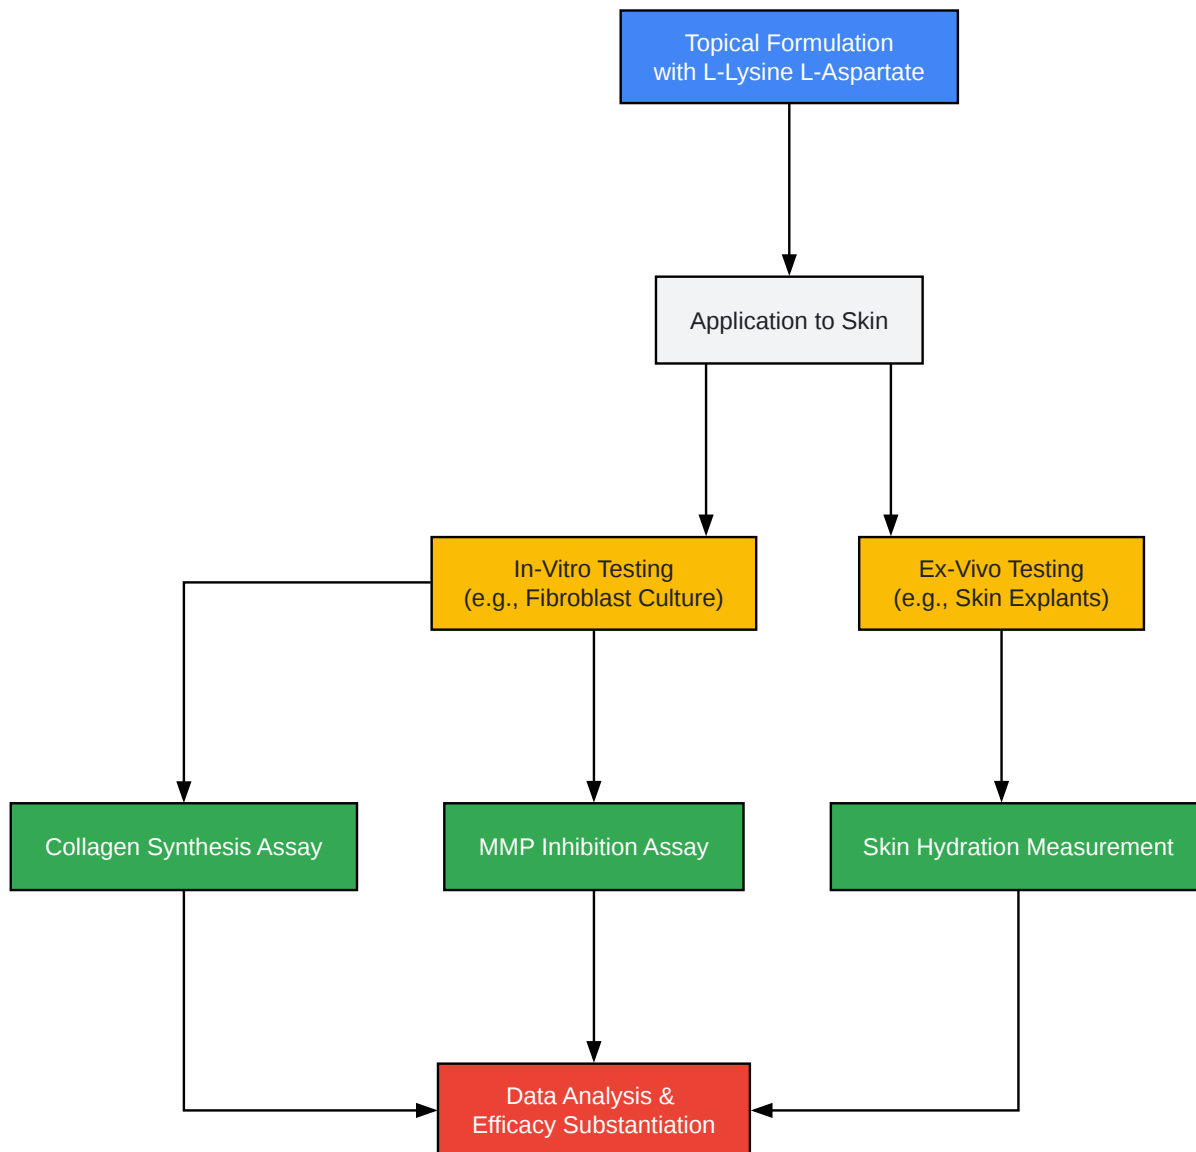 Topical Formulation
with L-Lysine L-Aspartate
Application to Skin
In-Vitro Testing
(e.g., Fibroblast Culture)
Ex-Vivo Testing
(e.g., Skin Explants)
Collagen Synthesis Assay
MMP Inhibition Assay
Skin Hydration Measurement
Data Analysis &
Efficacy Substantiation